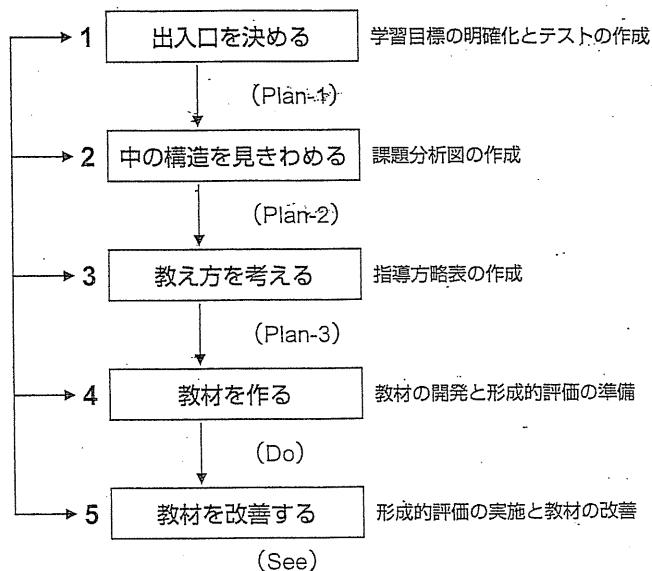 1 出入口を決める 学習目標の明確化とテストの作成
(Plan-1)
2 中の構造を見きわめる 課題分析図の作成
(Plan-2)
3 教え方を考える 指導方略表の作成
(Plan-3)
4 教材を作る 教材の開発と形成的評価の準備
(Do)
5 教材を改善する 形成的評価の実施と教材の改善
(See)